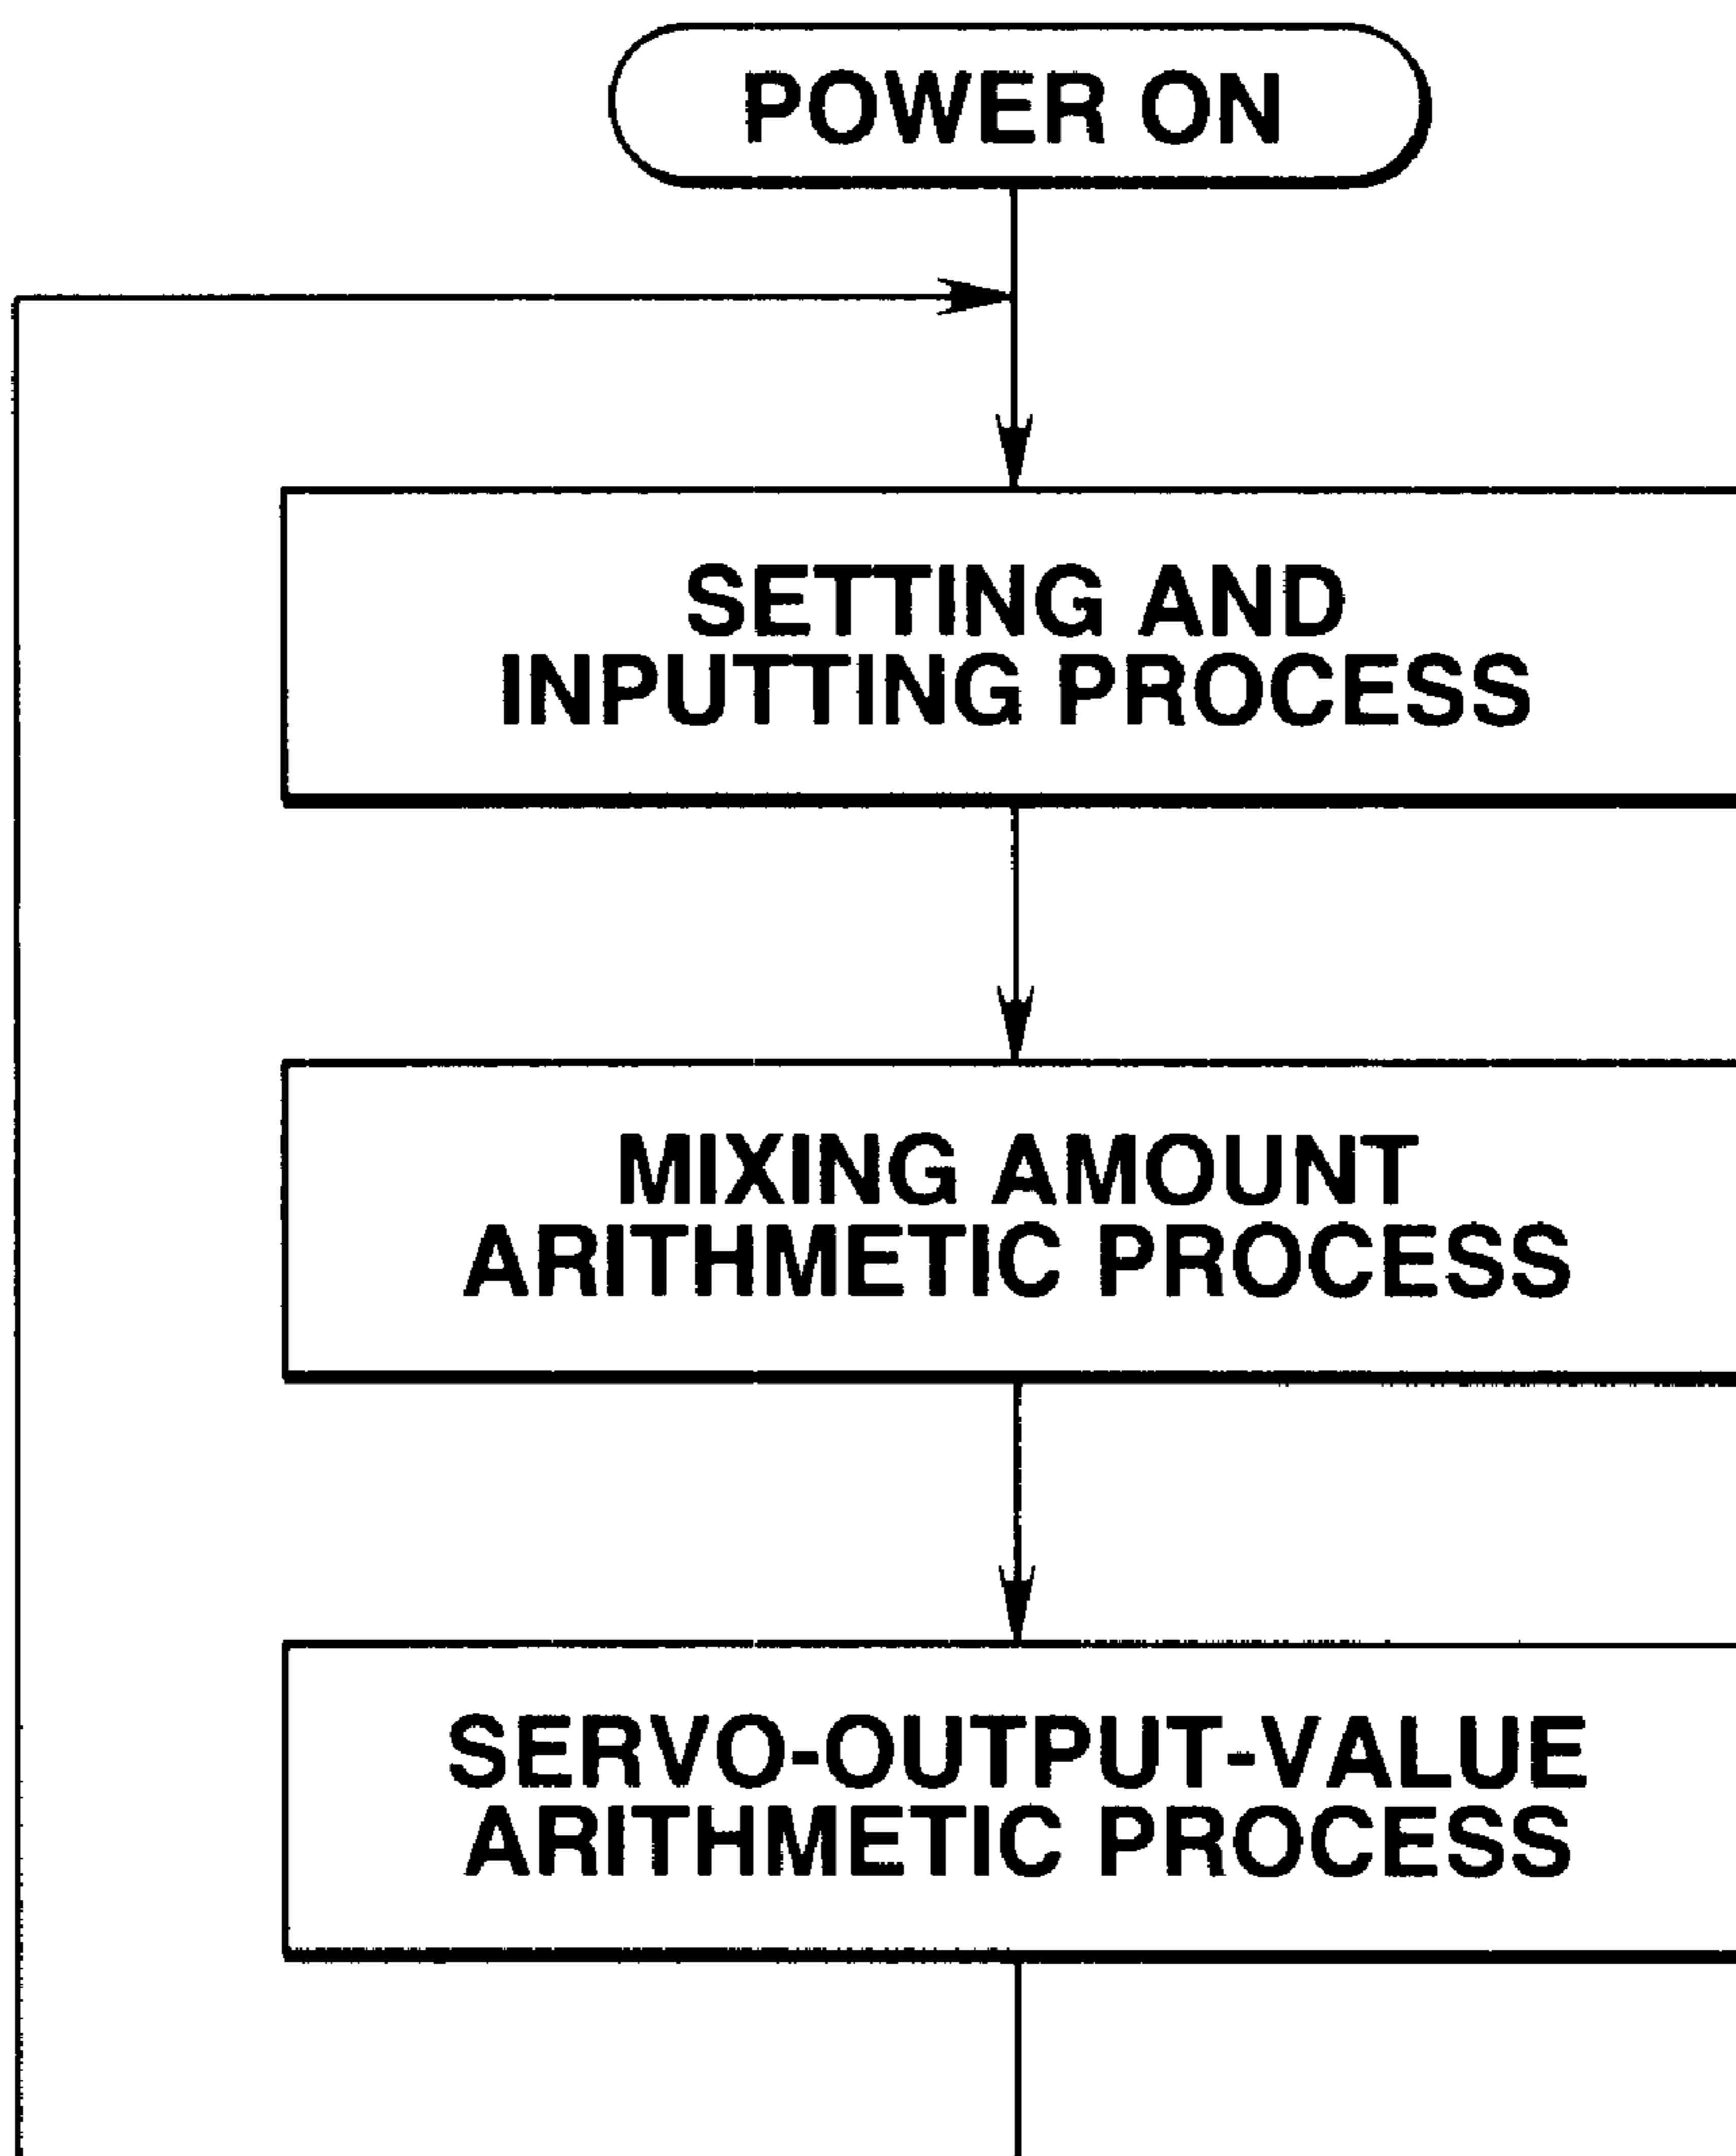 POWER ON
SETTING AND
INPUTTING PROCESS
MIXING AMOUNT
ARITHMETIC PROCESS
SERVO-OUTPUT-VALUE
ARITHMETIC PROCESS